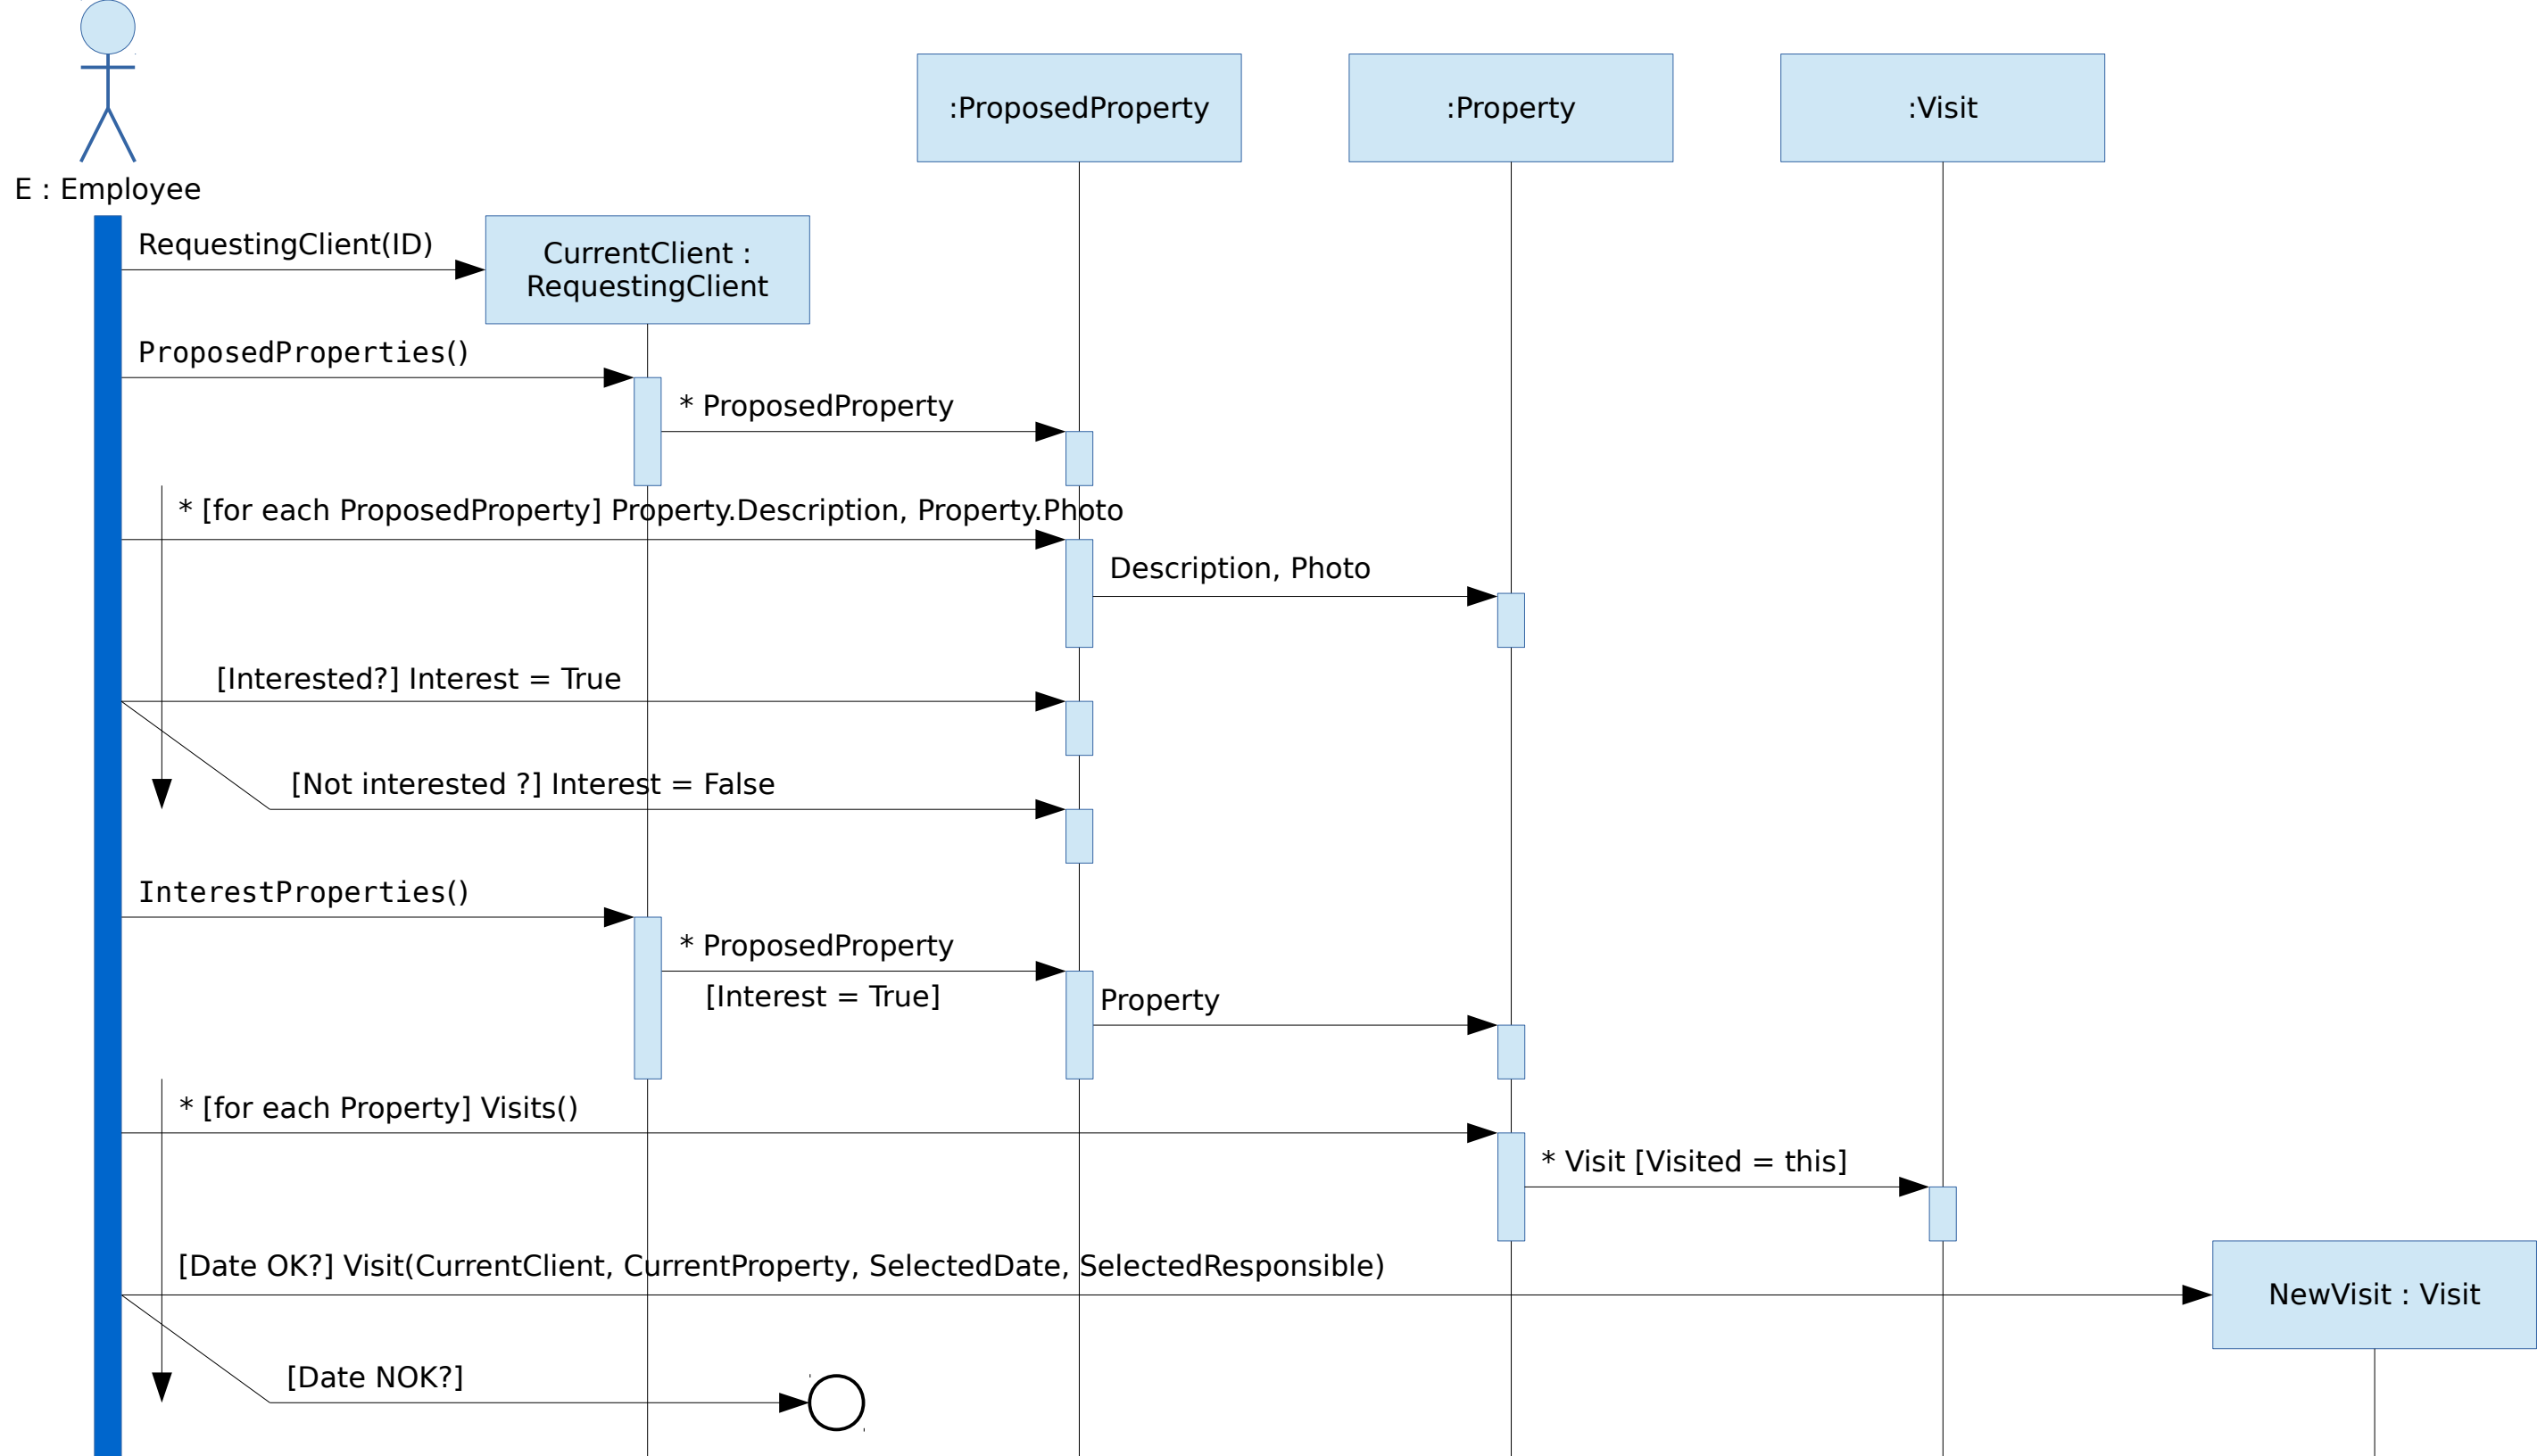 :ProposedProperty
:Property
:Visit
E : Employee
RequestingClient(ID)
CurrentClient :
RequestingClient
ProposedProperties()
* ProposedProperty
* [for each ProposedProperty] Property.Description, Property.Photo
Description, Photo
[Interested?] Interest = True
[Not interested ?] Interest = False
InterestProperties()
* ProposedProperty
[Interest = True]
Property
* [for each Property] Visits()
* Visit [Visited = this]
[Date OK?] Visit(CurrentClient, CurrentProperty, SelectedDate, SelectedResponsible)
NewVisit : Visit
[Date NOK?]